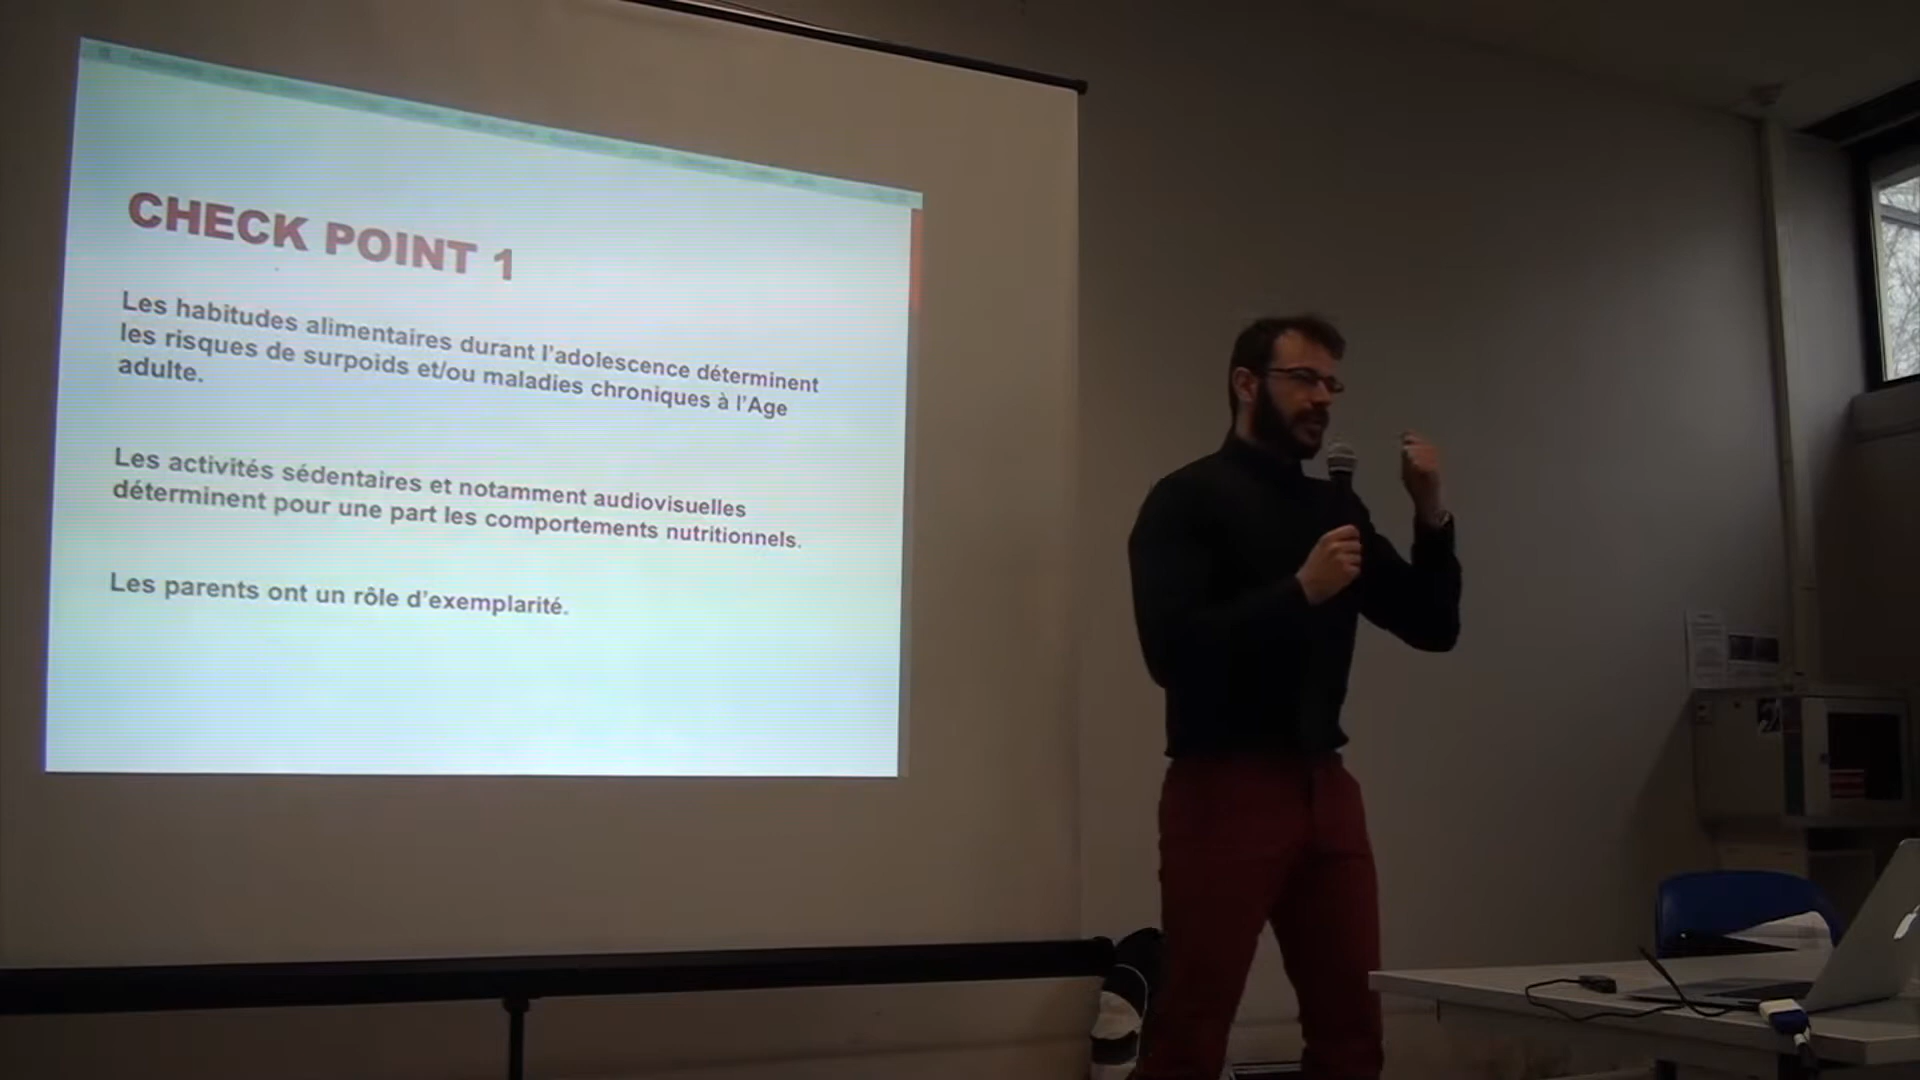 CHECK POINT 1
Les habitudes alimentaires durant l'adolescence déterminent
les risques de surpoids et/ou maladies chroniques à l'Age
adulte.
Les activités sédentaires et notamment audiovisuelles
déterminent pour une part les comportements nutritionnels.
Les parents ont un rôle d'exemplarité.